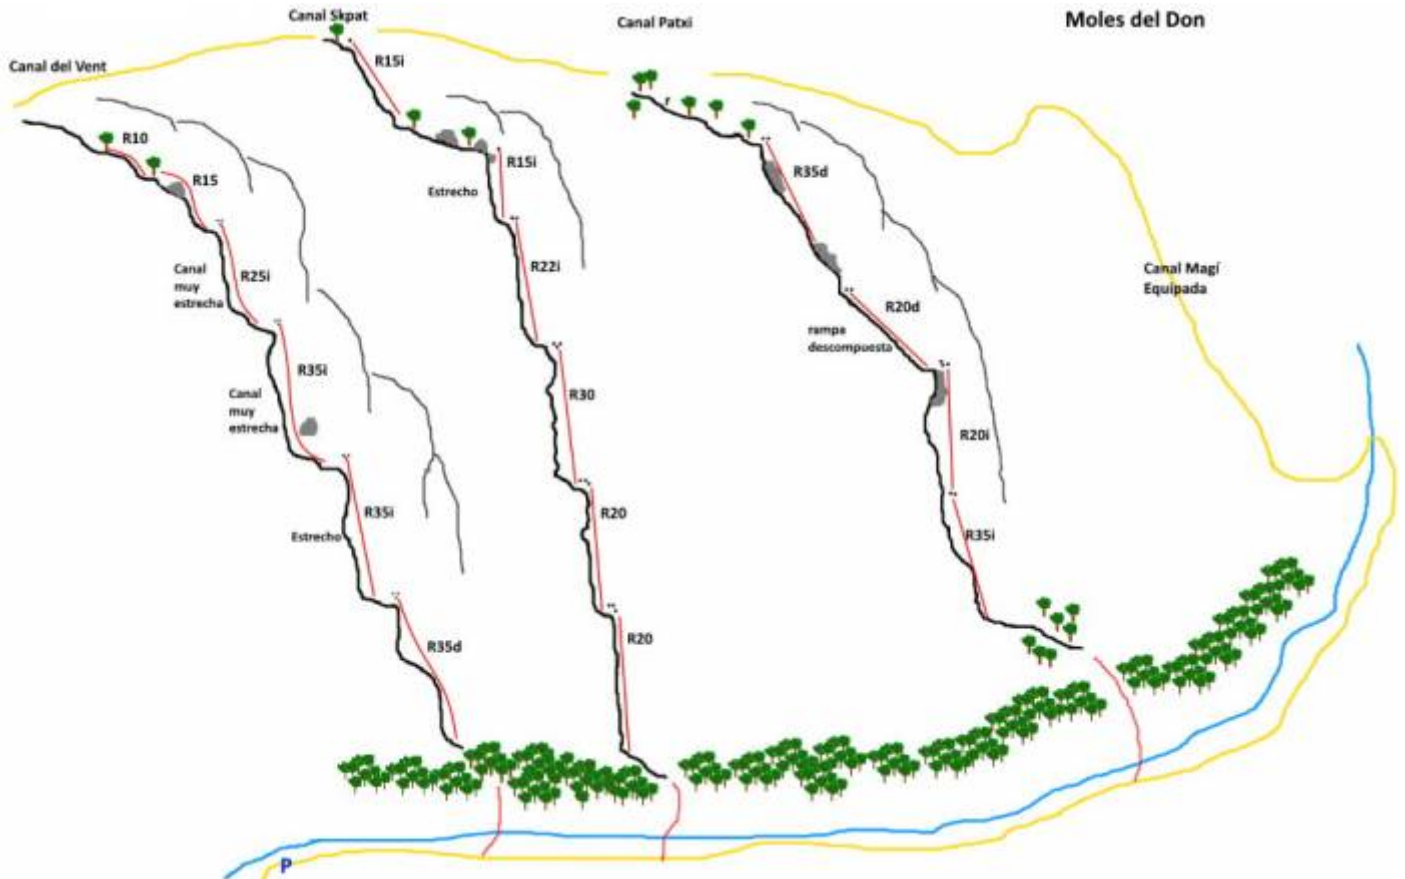 Canal Skpat
Canal Patxi
Moles del Don
Canal del Vent
R15i
R10
R15
R15i
Estrecho
R35d
Canal
muy
estrecha
R25i
R22i
R20d
rampa
descompuesta
Canal Magí
Equipada
R35i
R30
Canal
muy
estrecha
R20i
R35i
Estrecho
R20
R35i
R35d
R20
P